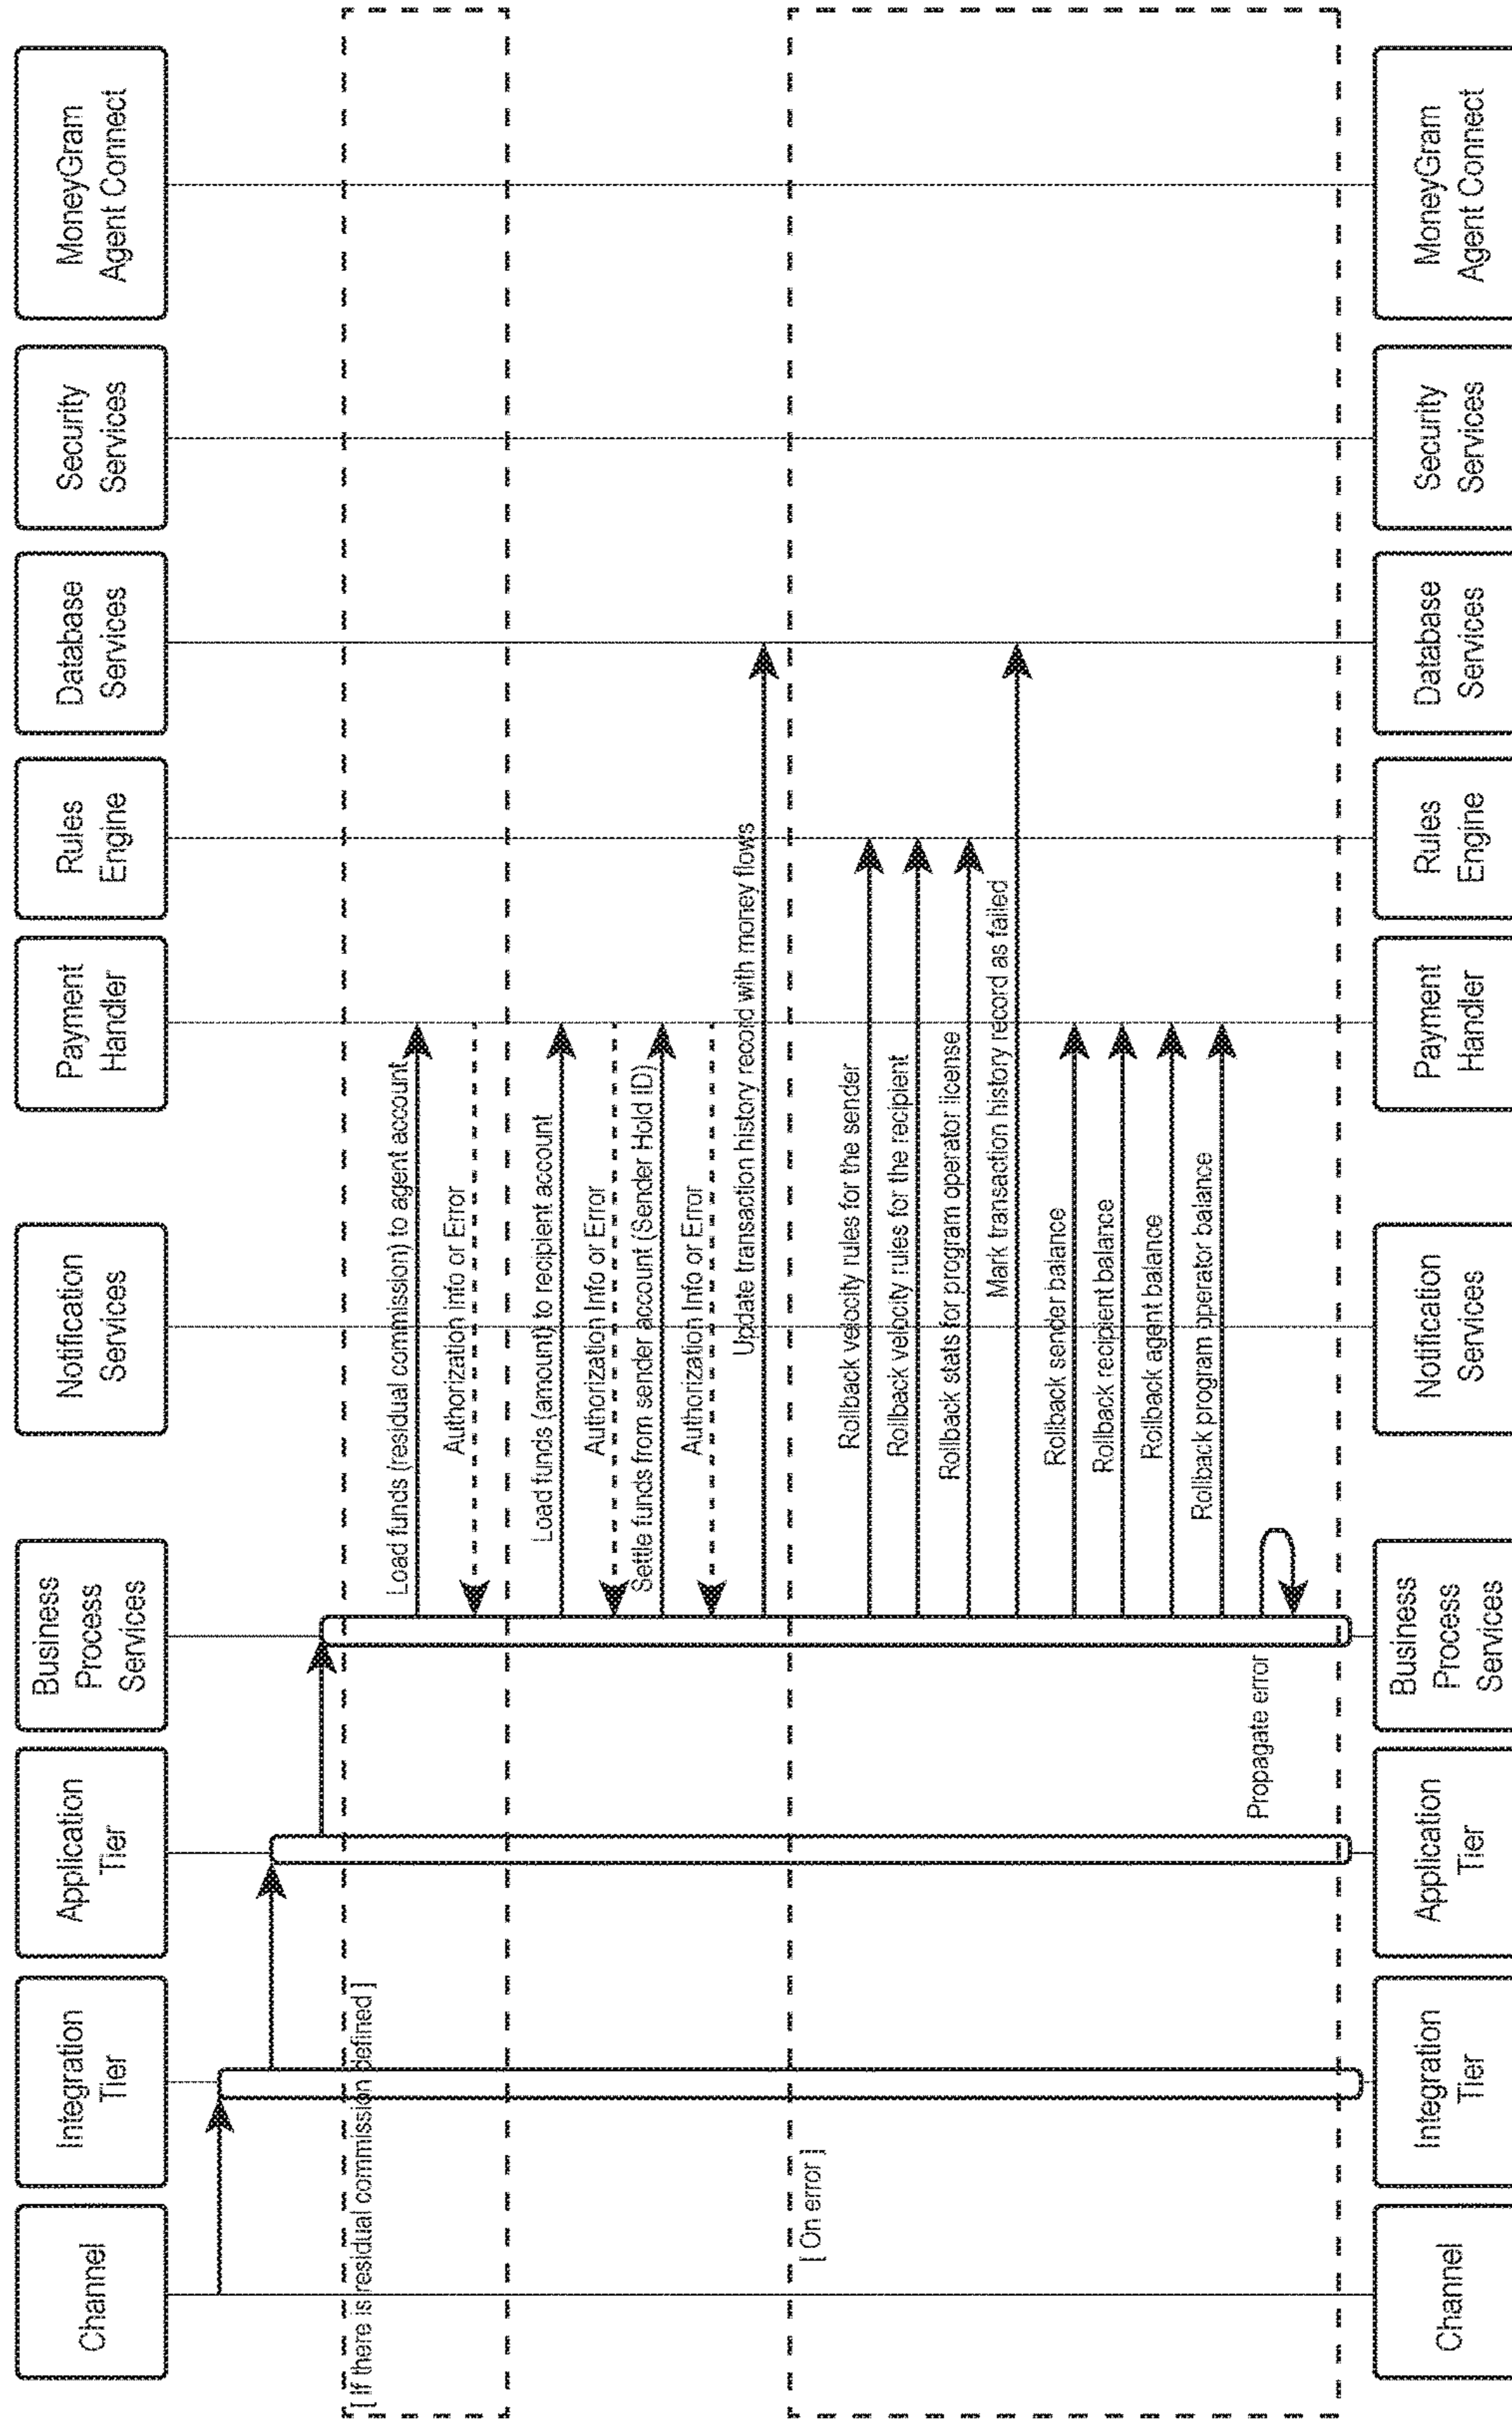 Channel
Integration
Tier
Application
Tier
Business
Process
Services
Notification
Services
Payment
Handler
Rules
Engine
Database
Services
Security
Services
MoneyGram
Agent Connect
[ If there is residual commission defined ]
Load funds (residual commission) to agent account
Authorization info or Error
Load funds (amount) to recipient account
Authorization Info or Error
Settle funds from sender account (Sender Hold ID)
Authorization Info or Error
Update transaction history record with money flows
[ On error ]
Rollback velocity rules for the sender
Rollback velocity rules for the recipient
Rollback stats for program operator license
Mark transaction history record as failed
Rollback sender balance
Rollback recipient balance
Rollback agent balance
Rollback program operator balance
Propagate error
Channel
Integration
Tier
Application
Tier
Business
Process
Services
Notification
Services
Payment
Handler
Rules
Engine
Database
Services
Security
Services
MoneyGram
Agent Connect